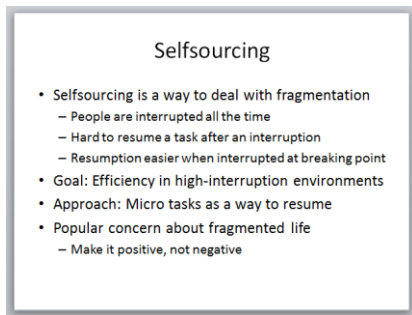 Selfsourcing
• Selfsourcing is a way to deal with fragmentation
– People are interrupted all the time
– Hard to resume a task after an interruption
– Resumption easier when interrupted at breaking point
• Goal: Efficiency in high-interruption environments
• Approach: Micro tasks as a way to resume
• Popular concern about fragmented life
– Make it positive, not negative